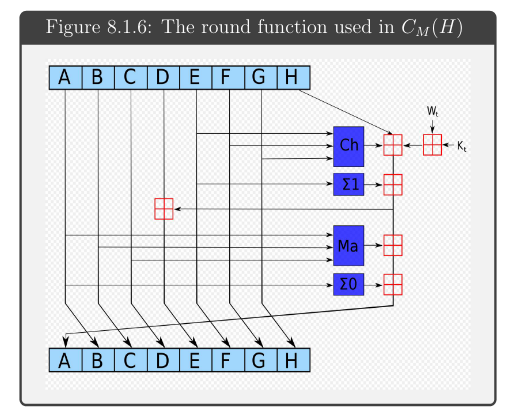 Figure 8.1.6: The round function used in C_M(H)
A B C D E F G H
W_t
Ch
K_t
Σ1
Ma
Σ0
A B C D E F G H